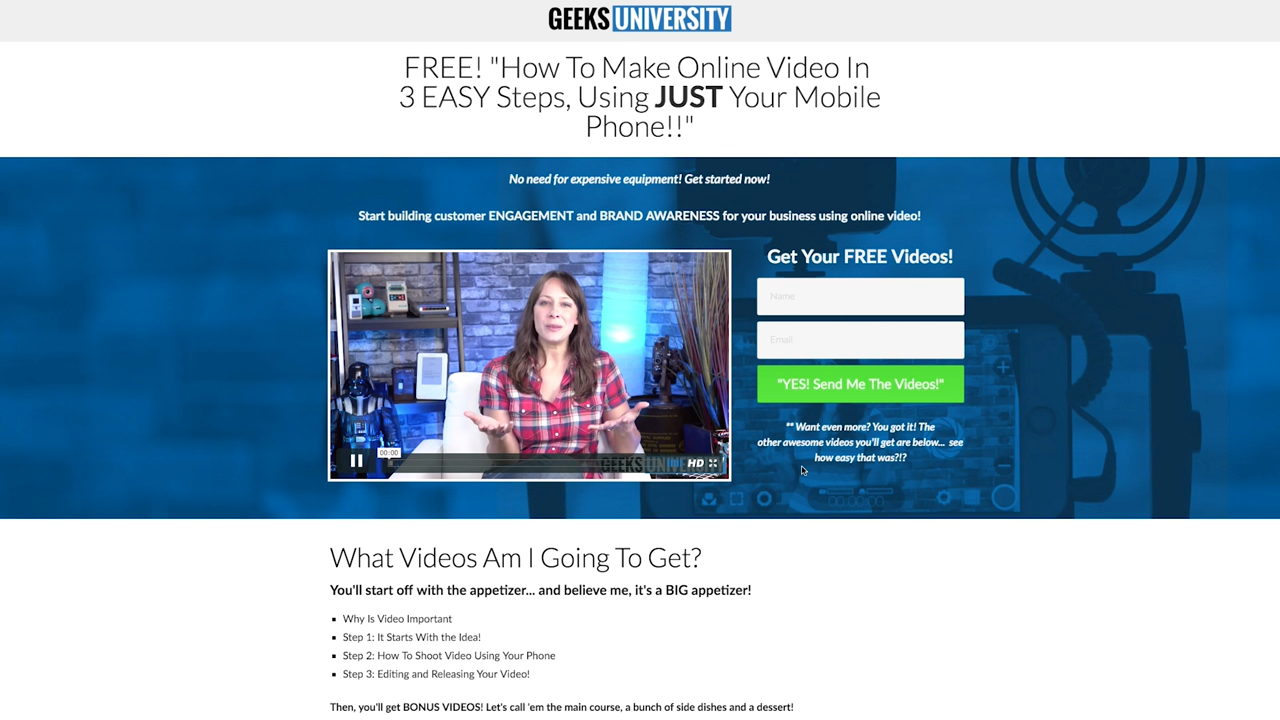 GEEKS UNIVERSITY
FREE! "How To Make Online Video In
3 EASY Steps, Using JUST Your Mobile
Phone!!"
No need for expensive equipment! Get started now!
Start building customer ENGAGEMENT and BRAND AWARENESS for your business using online video!
Get Your FREE Videos!
Name
Email
"YES! Send Me The Videos!"
** Want even more? You got it! The
other awesome videos you'll get are below... see
how easy that was?!?
00:00
GEEKS UNIVERSITY
HD
What Videos Am I Going To Get?
You'll start off with the appetizer... and believe me, it's a BIG appetizer!
▪ Why Is Video Important
▪ Step 1: It Starts With the Idea!
▪ Step 2: How To Shoot Video Using Your Phone
▪ Step 3: Editing and Releasing Your Video!
Then, you'll get BONUS VIDEOS! Let's call 'em the main course, a bunch of side dishes and a dessert!